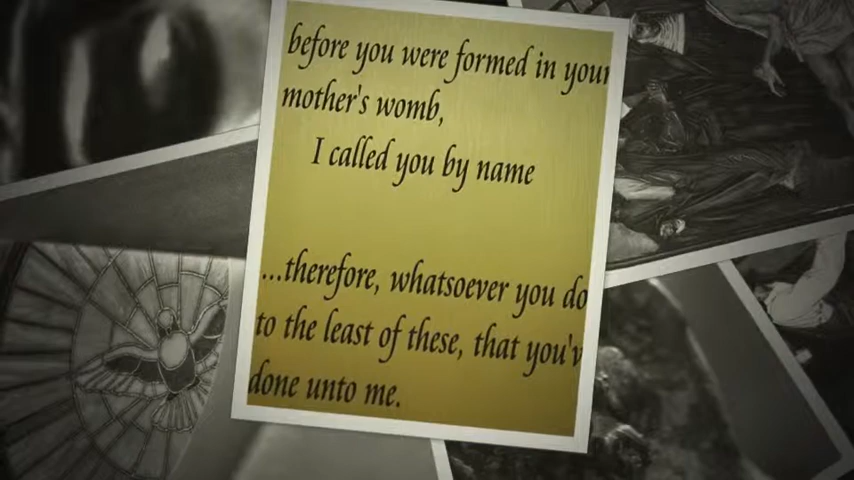 before you were formed in your
mother's womb,
I called you by name
...therefore, whatsoever you do
to the least of these, that you'v
done unto me.